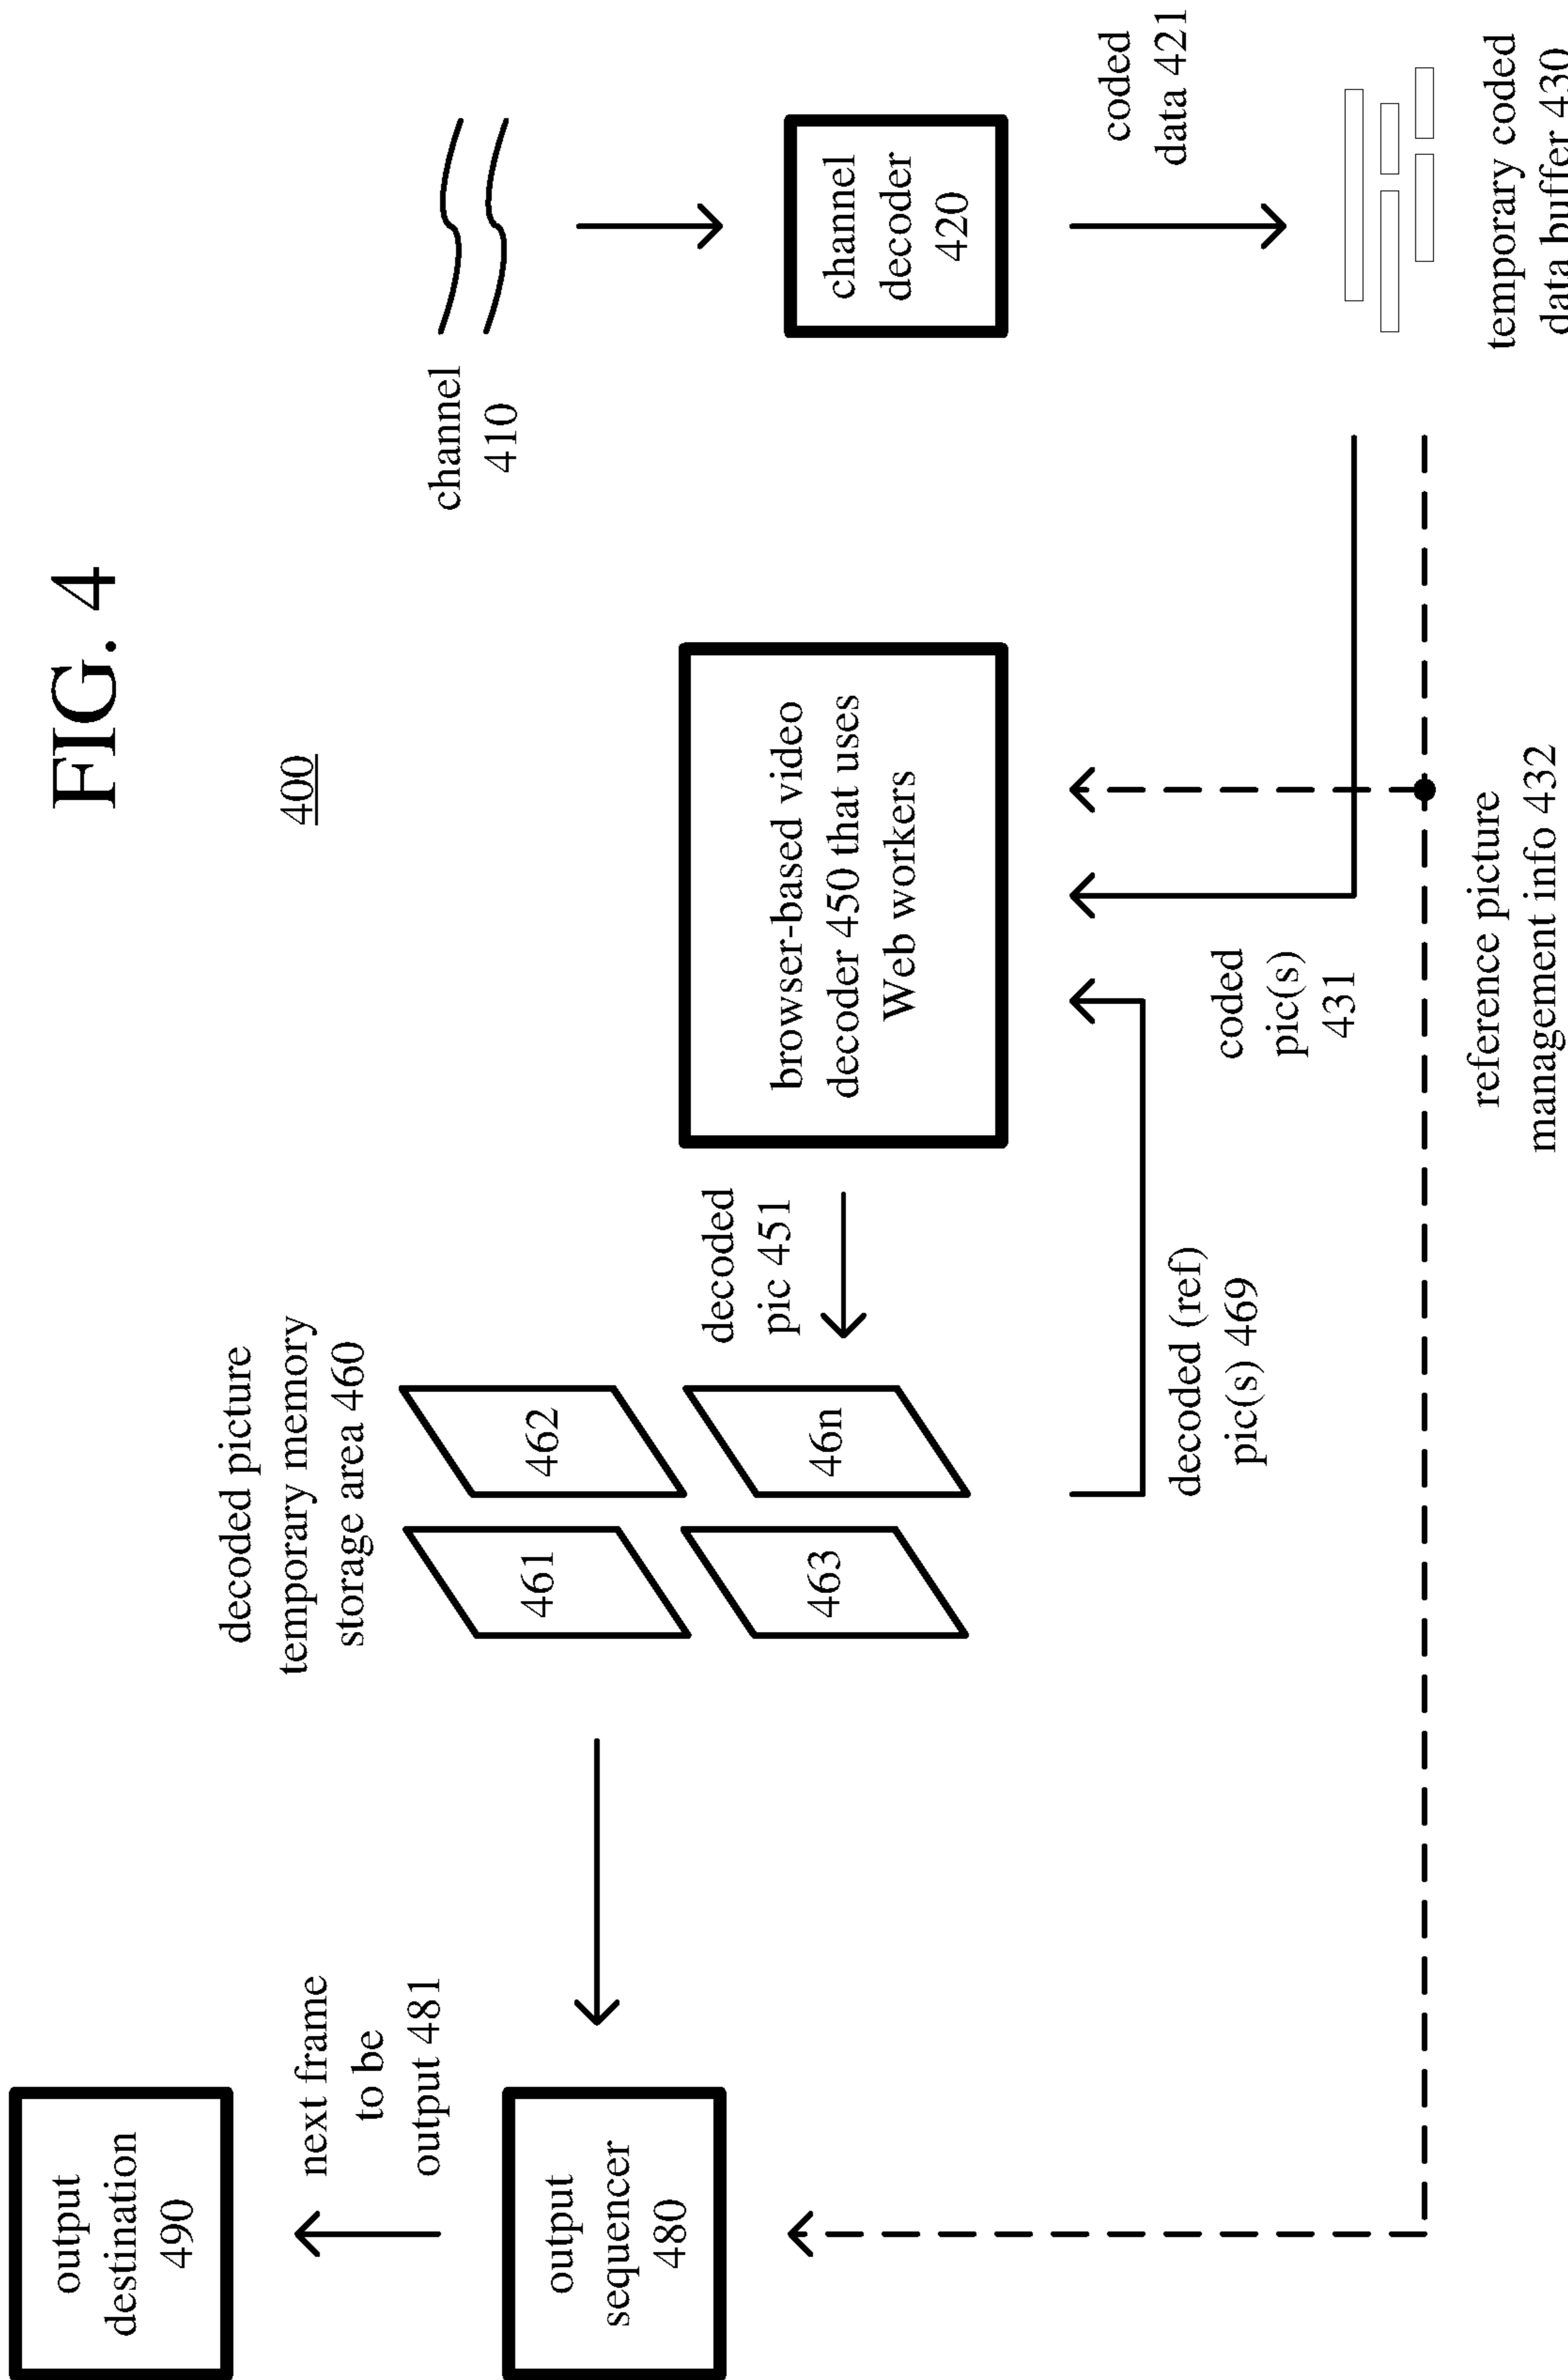 FIG. 4
400
output
destination
490
next frame
to be
output 481
output
sequencer
480
decoded picture
temporary memory
storage area 460
461
462
463
46n
decoded
pic 451
decoded (ref)
pic(s) 469
browser-based video
decoder 450 that uses
Web workers
coded
pic(s)
431
reference picture
management info 432
channel
410
channel
decoder
420
coded
data 421
temporary coded
data buffer 430